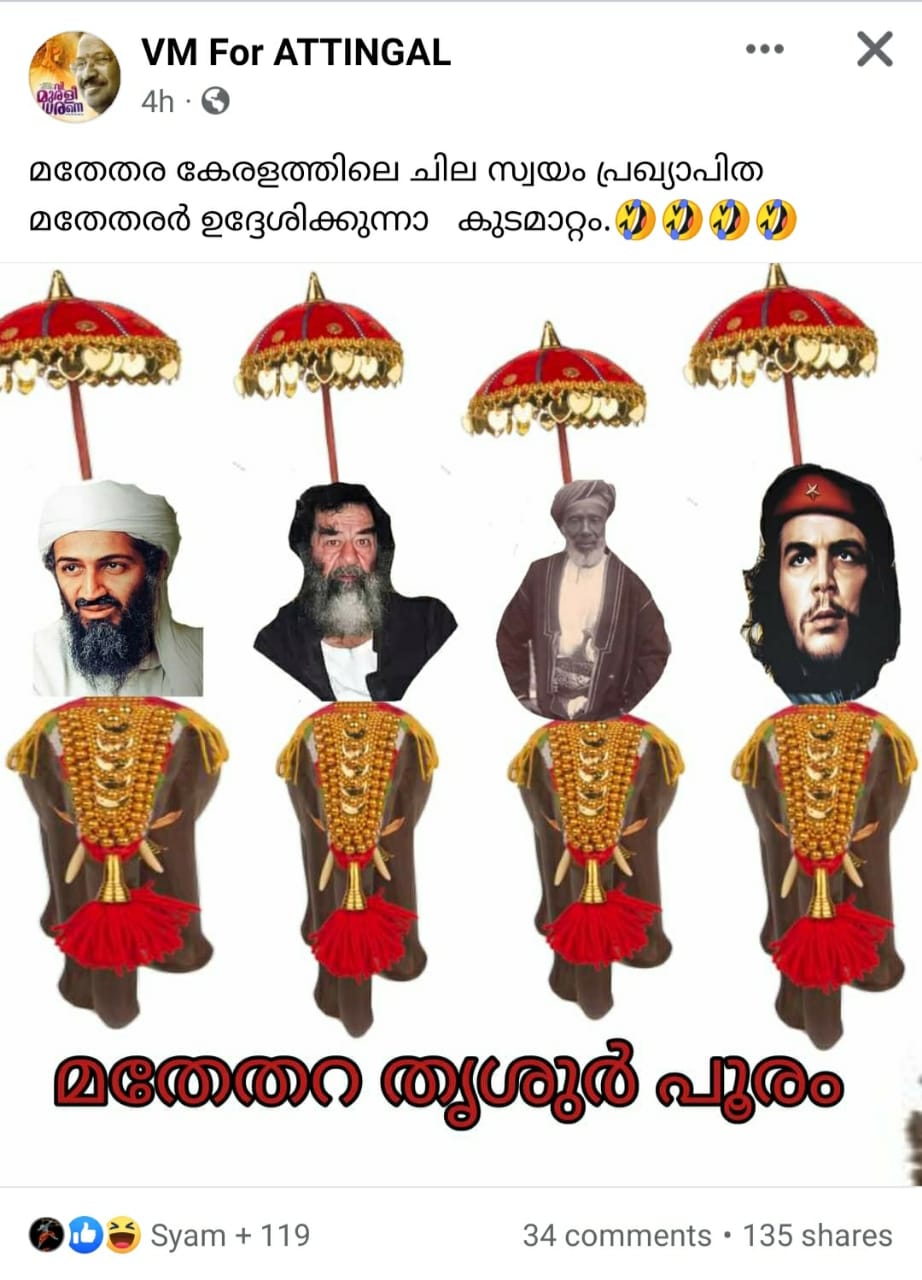 VM For ATTINGAL
4h
മതേതര കേരളത്തിലെ ചില സ്വയം പ്രഖ്യാപിത
മതേതരർ ഉദ്ദേശിക്കുന്നാ കുടമാറ്റം.🤣🤣🤣🤣
മതേതറ തൃശുർ പൂരം
Syam + 119
34 comments • 135 shares